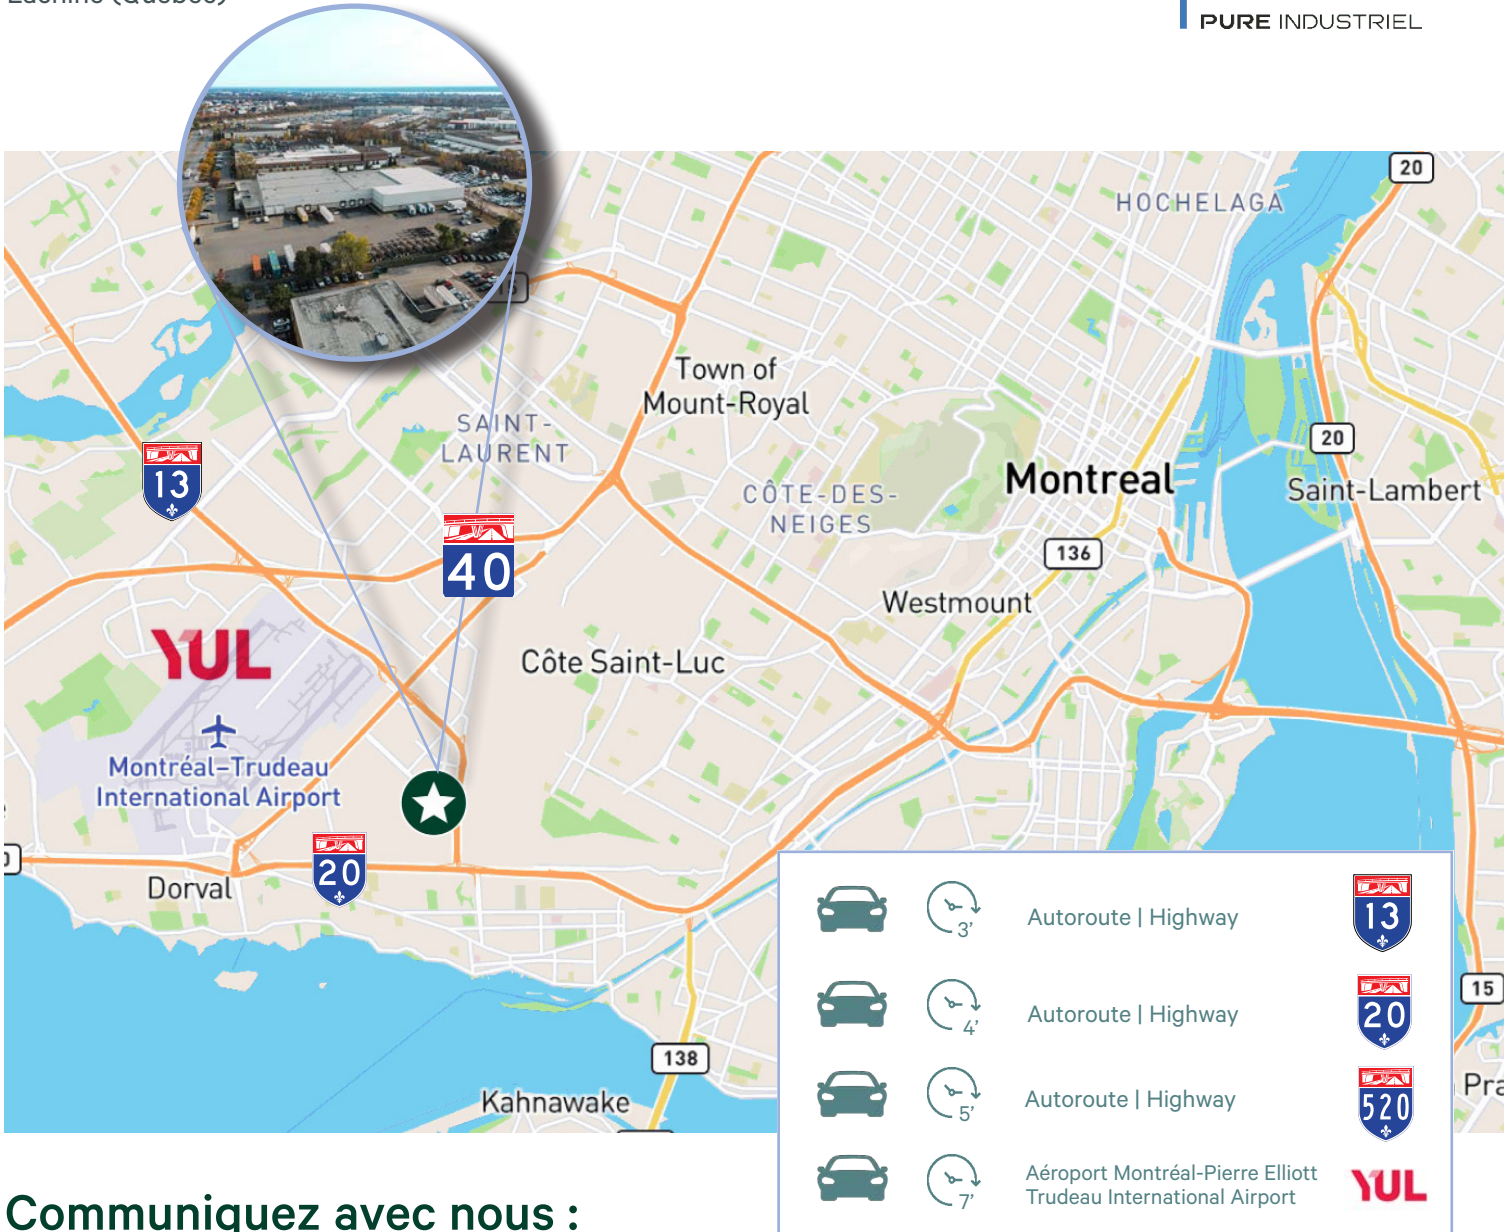 Lachine (Québec)
PURE INDUSTRIEL
20
HOCHELAGA
Town of
Mount-Royal
SAINT-
LAURENT
13
CÔTE-DES-
NEIGES
Montreal
20
Saint-Lambert
40
136
Westmount
YUL
Côte Saint-Luc
Montréal–Trudeau
International Airport
20
Dorval
138
Kahnawake
15
3'
Autoroute | Highway
13
4'
Autoroute | Highway
20
5'
Autoroute | Highway
520
7'
Aéroport Montréal-Pierre Elliott
Trudeau International Airport
YUL
Communiquez avec nous :